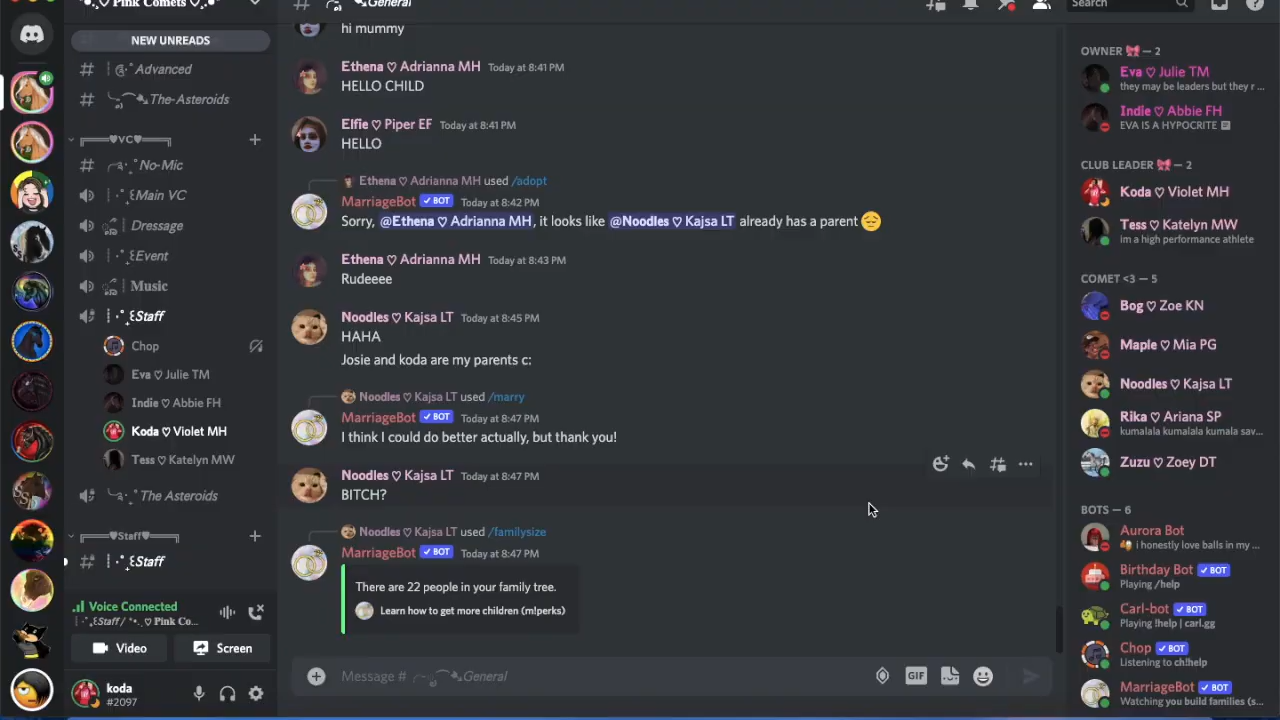 Pink Comets
NEW UNREADS
Advanced
The-Asteroids
VC
No-Mic
Main VC
Dressage
Event
Music
Staff
Chop
Eva ♡ Julie TM
Indie ♡ Abbie FH
Koda ♡ Violet MH
Tess ♡ Katelyn MW
The Asteroids
Staff
Staff
Voice Connected
Staff / Pink Co...
Video
Screen
koda
#2097
General
hi mummy
Ethena ♡ Adrianna MH Today at 8:41 PM
HELLO CHILD
Elfie ♡ Piper EF Today at 8:41 PM
HELLO
Ethena ♡ Adrianna MH used /adopt
MarriageBot ✓ BOT Today at 8:42 PM
Sorry, @Ethena ♡ Adrianna MH, it looks like @Noodles ♡ Kajsa LT already has a parent 😔
Ethena ♡ Adrianna MH Today at 8:43 PM
Rudeeee
Noodles ♡ Kajsa LT Today at 8:45 PM
HAHA
Josie and koda are my parents c:
Noodles ♡ Kajsa LT used /marry
MarriageBot ✓ BOT Today at 8:47 PM
I think I could do better actually, but thank you!
Noodles ♡ Kajsa LT Today at 8:47 PM
BITCH?
Noodles ♡ Kajsa LT used /familysize
MarriageBot ✓ BOT Today at 8:47 PM
There are 22 people in your family tree.
Learn how to get more children (m!perks)
Message # General
GIF
Search
OWNER 🎀 — 2
Eva ♡ Julie TM
they may be leaders but they r ...
Indie ♡ Abbie FH
EVA IS A HYPOCRITE
CLUB LEADER 🎀 — 2
Koda ♡ Violet MH
Tess ♡ Katelyn MW
im a high performance athlete
COMET <3 — 5
Bog ♡ Zoe KN
Maple ♡ Mia PG
Noodles ♡ Kajsa LT
Rika ♡ Ariana SP
kumalala kumalala kumala sav...
Zuzu ♡ Zoey DT
BOTS — 6
Aurora Bot
i honestly love balls in my ...
Birthday Bot ✓ BOT
Playing /help
Carl-bot ✓ BOT
Playing !help | carl.gg
Chop ✓ BOT
Listening to ch!help
MarriageBot ✓ BOT
Watching you build families (s...